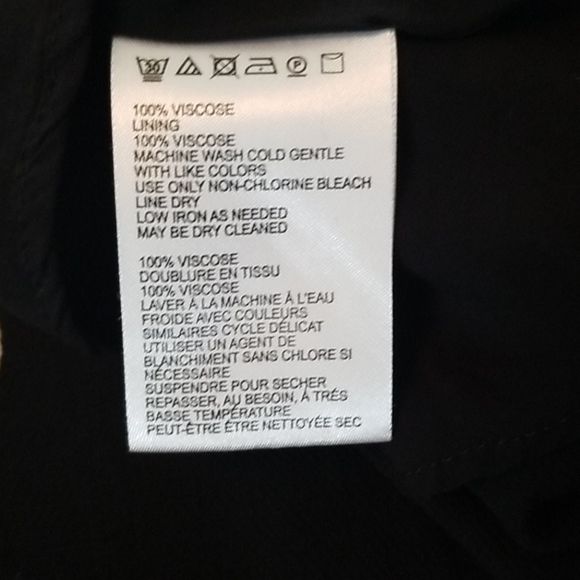 30
P
100% VISCOSE
LINING
100% VISCOSE
MACHINE WASH COLD GENTLE
WITH LIKE COLORS
USE ONLY NON-CHLORINE BLEACH
LINE DRY
LOW IRON AS NEEDED
MAY BE DRY CLEANED
100% VISCOSE
DOUBLURE EN TISSU
100% VISCOSE
LAVER À LA MACHINE À L'EAU
FROIDE AVEC COULEURS
SIMILAIRES CYCLE DÉLICAT
UTILISER UN AGENT DE
BLANCHIMENT SANS CHLORE SI
NÉCESSAIRE
SUSPENDRE POUR SECHER
REPASSER, AU BESOIN, À TRÉS
BASSE TEMPÉRATURE
PEUT-ÊTRE ÊTRE NETTOYÉE SEC